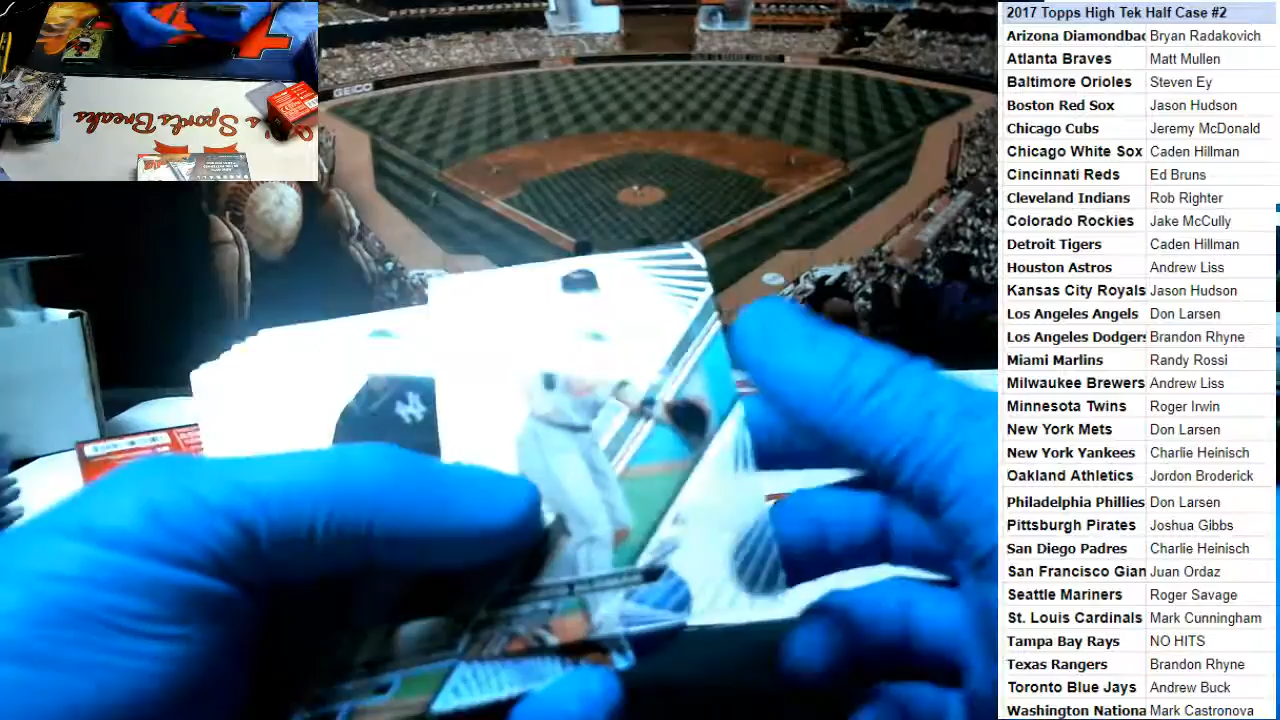 2017 Topps High Tek Half Case #2
Arizona Diamondbac Bryan Radakovich
Atlanta Braves Matt Mullen
Baltimore Orioles Steven Ey
Boston Red Sox Jason Hudson
Chicago Cubs Jeremy McDonald
Chicago White Sox Caden Hillman
Cincinnati Reds Ed Bruns
Cleveland Indians Rob Righter
Colorado Rockies Jake McCully
Detroit Tigers Caden Hillman
Houston Astros Andrew Liss
Kansas City Royals Jason Hudson
Los Angeles Angels Don Larsen
Los Angeles Dodgers Brandon Rhyne
Miami Marlins Randy Rossi
Milwaukee Brewers Andrew Liss
Minnesota Twins Roger Irwin
New York Mets Don Larsen
New York Yankees Charlie Heinisch
Oakland Athletics Jordon Broderick
Philadelphia Phillies Don Larsen
Pittsburgh Pirates Joshua Gibbs
San Diego Padres Charlie Heinisch
San Francisco Gian Juan Ordaz
Seattle Mariners Roger Savage
St. Louis Cardinals Mark Cunningham
Tampa Bay Rays NO HITS
Texas Rangers Brandon Rhyne
Toronto Blue Jays Andrew Buck
Washington Nationa Mark Castronova
GEICO
's Sports Breaks
NY